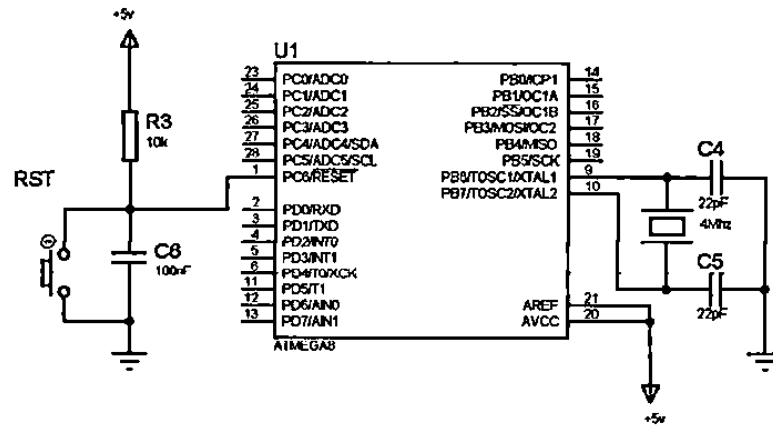 +5v
U1
23 PC0/ADC0
24 PC1/ADC1
25 PC2/ADC2
26 PC3/ADC3
27 PC4/ADC4/SDA
28 PC5/ADC5/SCL
1 PC6/RESET
2 PD0/RXD
3 PD1/TXD
4 PD2/INT0
5 PD3/INT1
6 PD4/T0/XCK
11 PD5/T1
12 PD6/AIN0
13 PD7/AIN1
ATMEGA8
PB0/ICP1 14
PB1/OC1A 15
PB2/SS/OC1B 16
PB3/MOSI/OC2 17
PB4/MISO 18
PB5/SCK 19
PB6/TOSC1/XTAL1 9
PB7/TOSC2/XTAL2 10
AREF 21
AVCC 20
R3
10k
RST
C6
100nF
C4
22pF
4Mhz
C5
22pF
+5v